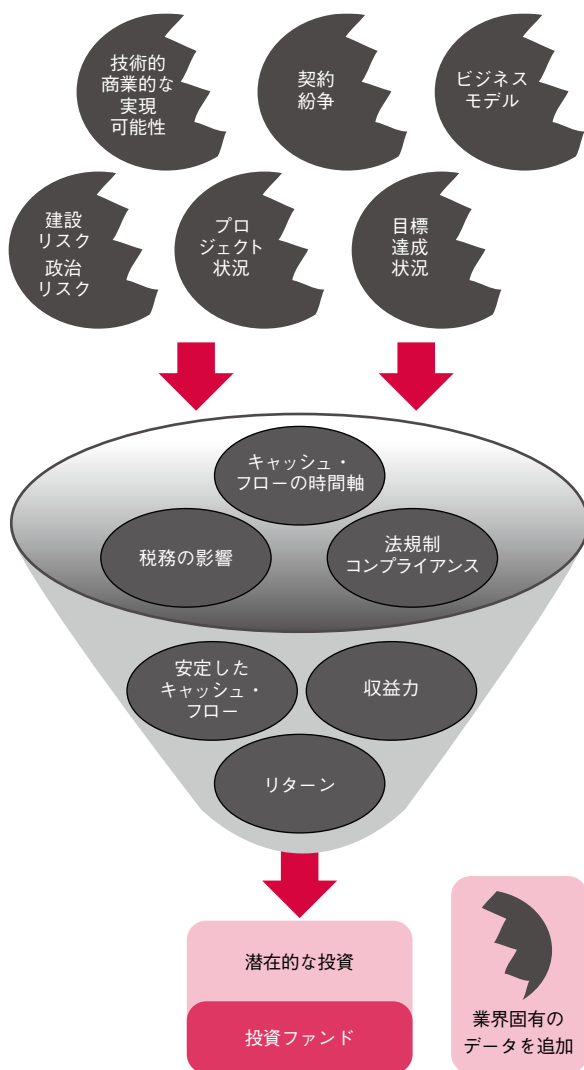 技術的
商業的な
実現
可能性
契約
紛争
ビジネス
モデル
建設
リスク
政治
リスク
プロ
ジェクト
状況
目標
達成
状況
キャッシュ・
フローの時間軸
税務の影響
法規制
コンプライアンス
安定した
キャッシュ・
フロー
収益力
リターン
潜在的な投資
投資ファンド
業界固有の
データを追加